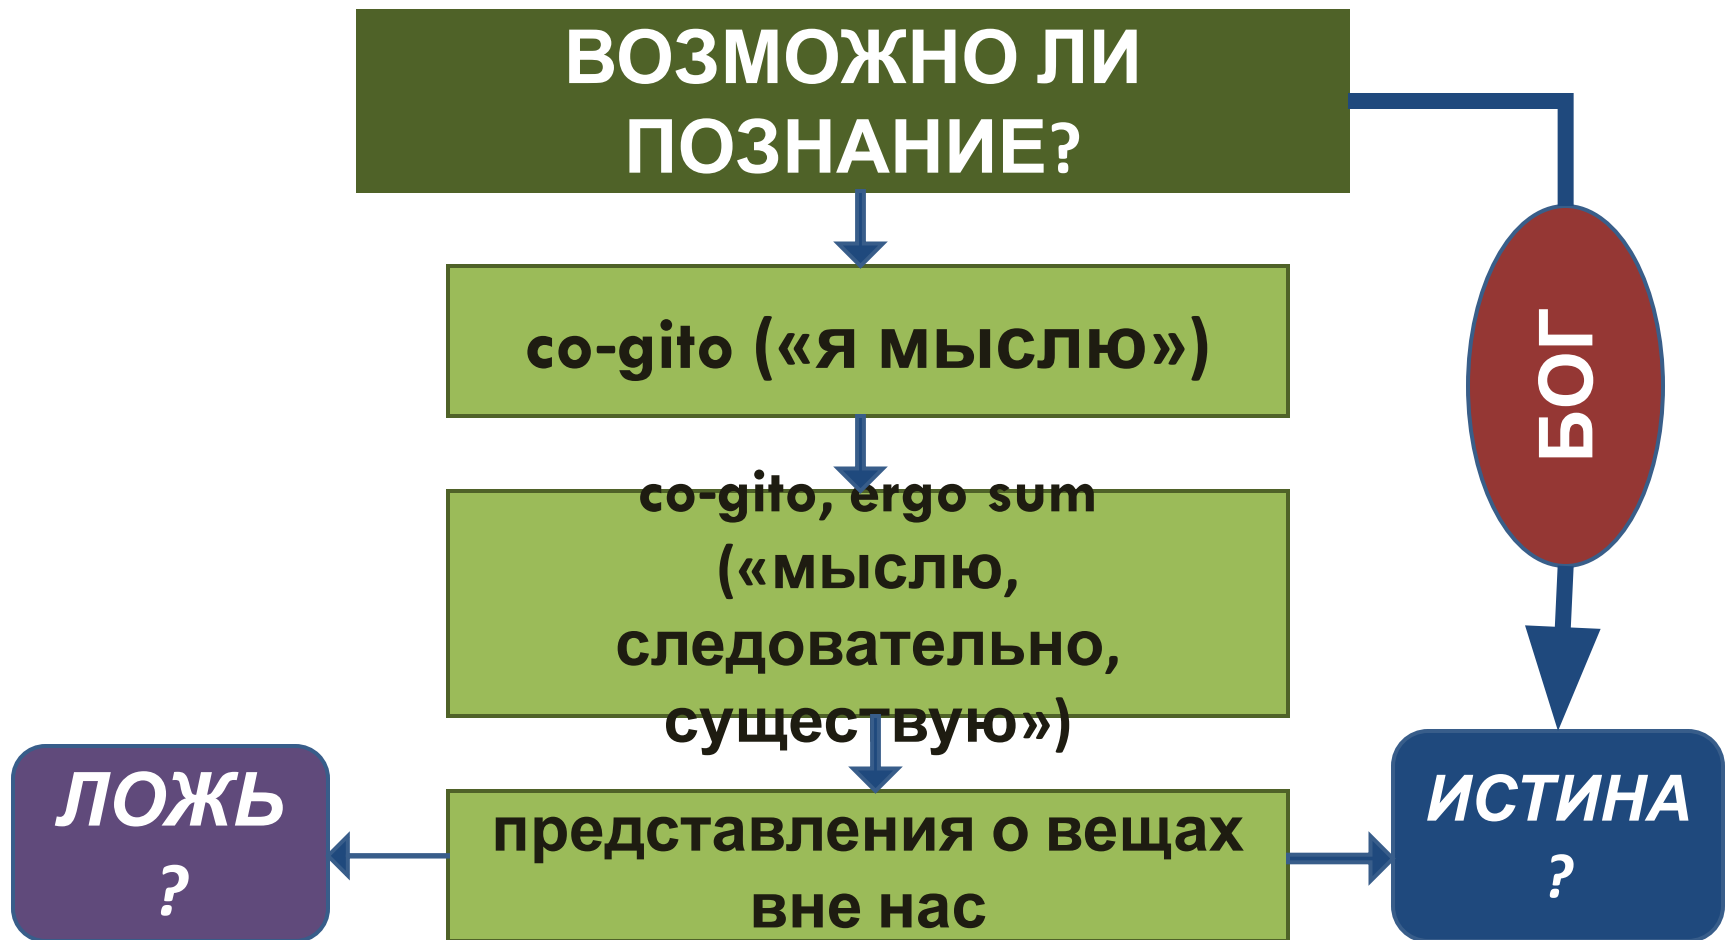 ВОЗМОЖНО ЛИ
ПОЗНАНИЕ?
co-gito («я мыслю»)
БОГ
co-gito, ergo sum
(«мыслю,
следовательно,
существую»)
ЛОЖЬ
?
представления о вещах
вне нас
ИСТИНА
?